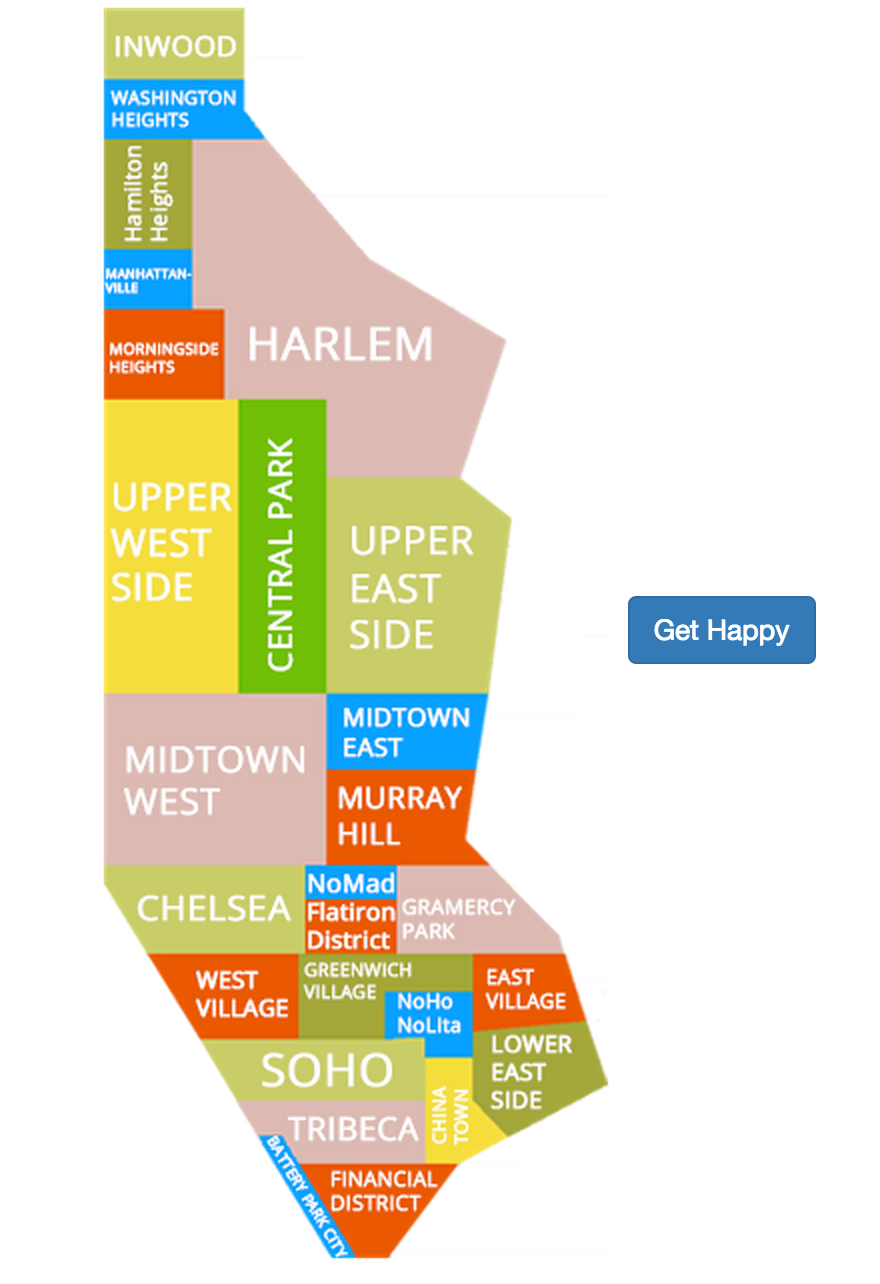 INWOOD
WASHINGTON
HEIGHTS
Hamilton
Heights
MANHATTAN-
VILLE
MORNINGSIDE
HEIGHTS
HARLEM
UPPER
WEST
SIDE
CENTRAL PARK
UPPER
EAST
SIDE
Get Happy
MIDTOWN
WEST
MIDTOWN
EAST
MURRAY
HILL
CHELSEA
NoMad
Flatiron
District
GRAMERCY
PARK
WEST
VILLAGE
GREENWICH
VILLAGE
NoHo
NoLIta
EAST
VILLAGE
LOWER
EAST
SIDE
SOHO
CHINA
TOWN
TRIBECA
BATTERY PARK CITY
FINANCIAL
DISTRICT